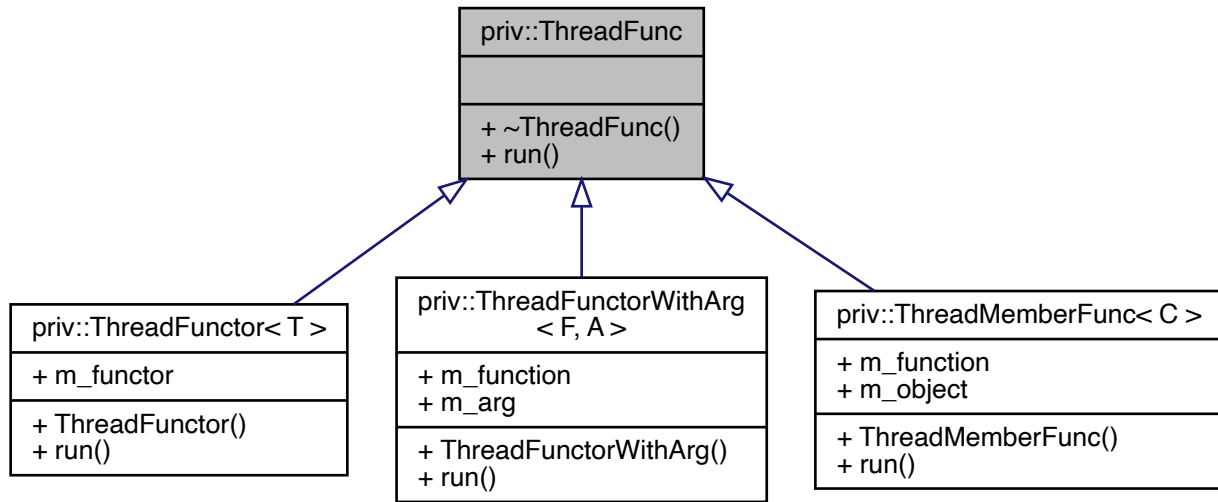 priv::ThreadFunc
+ ~ThreadFunc()
+ run()
priv::ThreadFunctor< T >
+ m_functor
+ ThreadFunctor()
+ run()
priv::ThreadFunctorWithArg
< F, A >
+ m_function
+ m_arg
+ ThreadFunctorWithArg()
+ run()
priv::ThreadMemberFunc< C >
+ m_function
+ m_object
+ ThreadMemberFunc()
+ run()